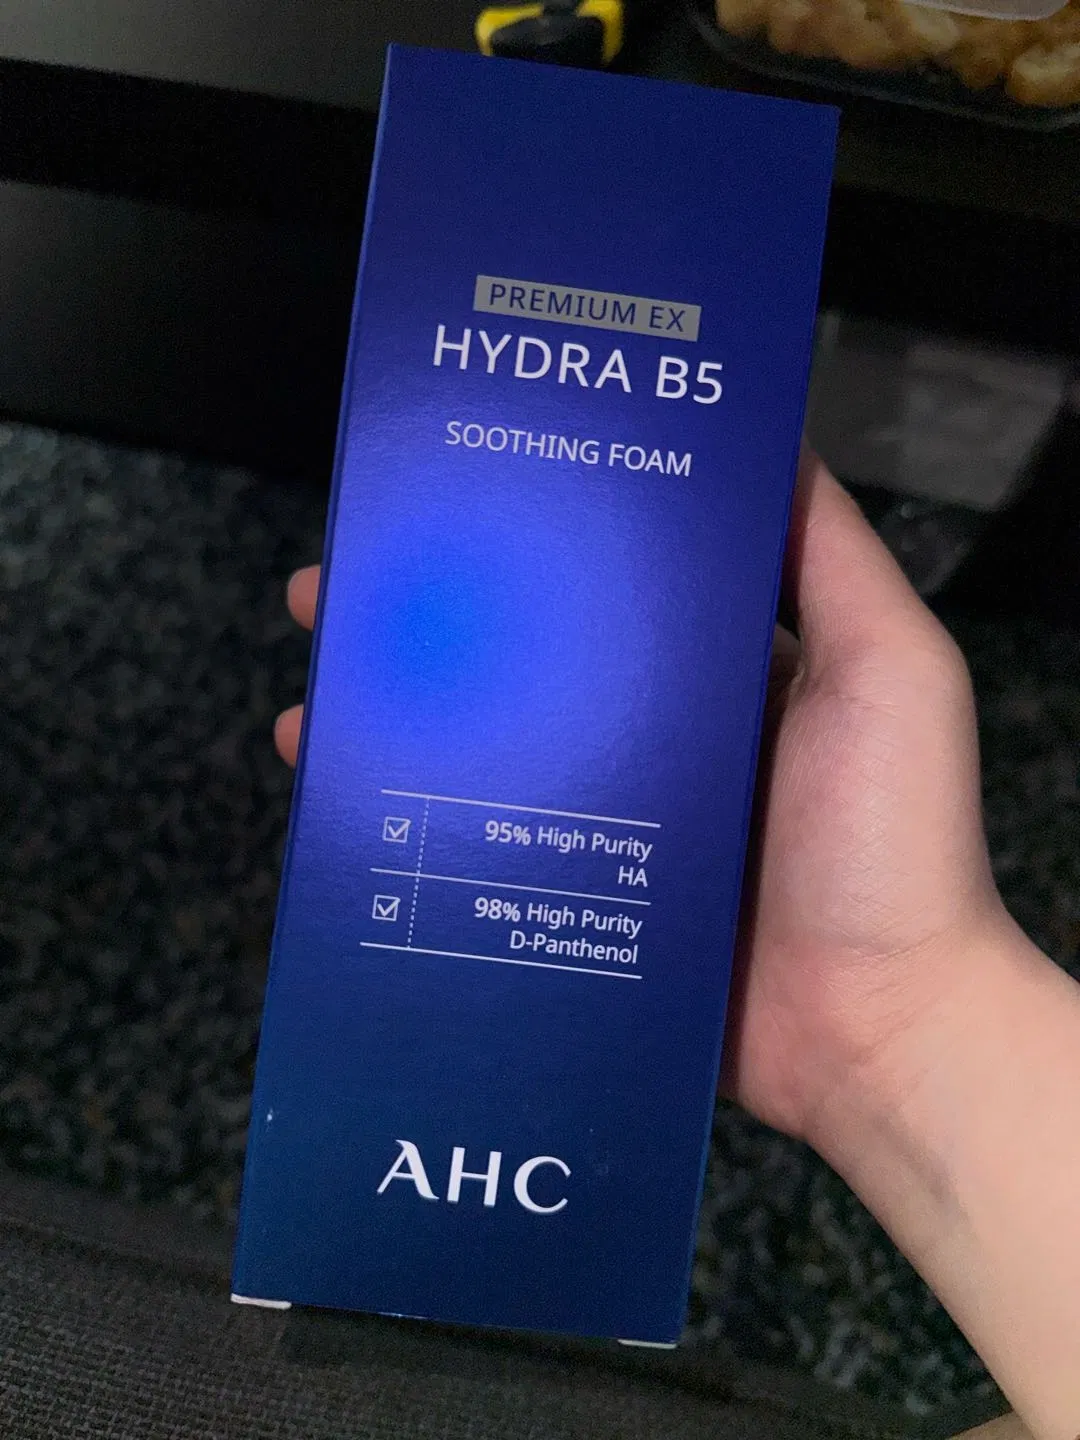 PREMIUM EX
HYDRA B5
SOOTHING FOAM
95% High Purity
HA
98% High Purity
D-Panthenol
AHC